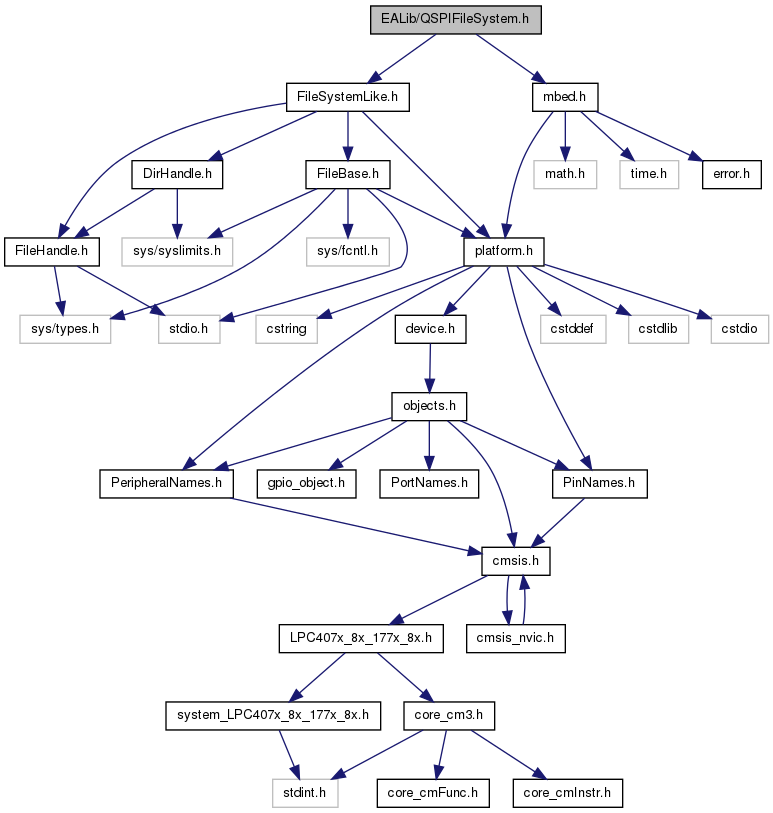 EALib/QSPIFileSystem.h
FileSystemLike.h
mbed.h
DirHandle.h
FileBase.h
math.h
time.h
error.h
FileHandle.h
sys/syslimits.h
sys/fcntl.h
platform.h
sys/types.h
stdio.h
cstring
device.h
cstddef
cstdlib
cstdio
objects.h
PeripheralNames.h
gpio_object.h
PortNames.h
PinNames.h
cmsis.h
LPC407x_8x_177x_8x.h
cmsis_nvic.h
system_LPC407x_8x_177x_8x.h
core_cm3.h
stdint.h
core_cmFunc.h
core_cmInstr.h